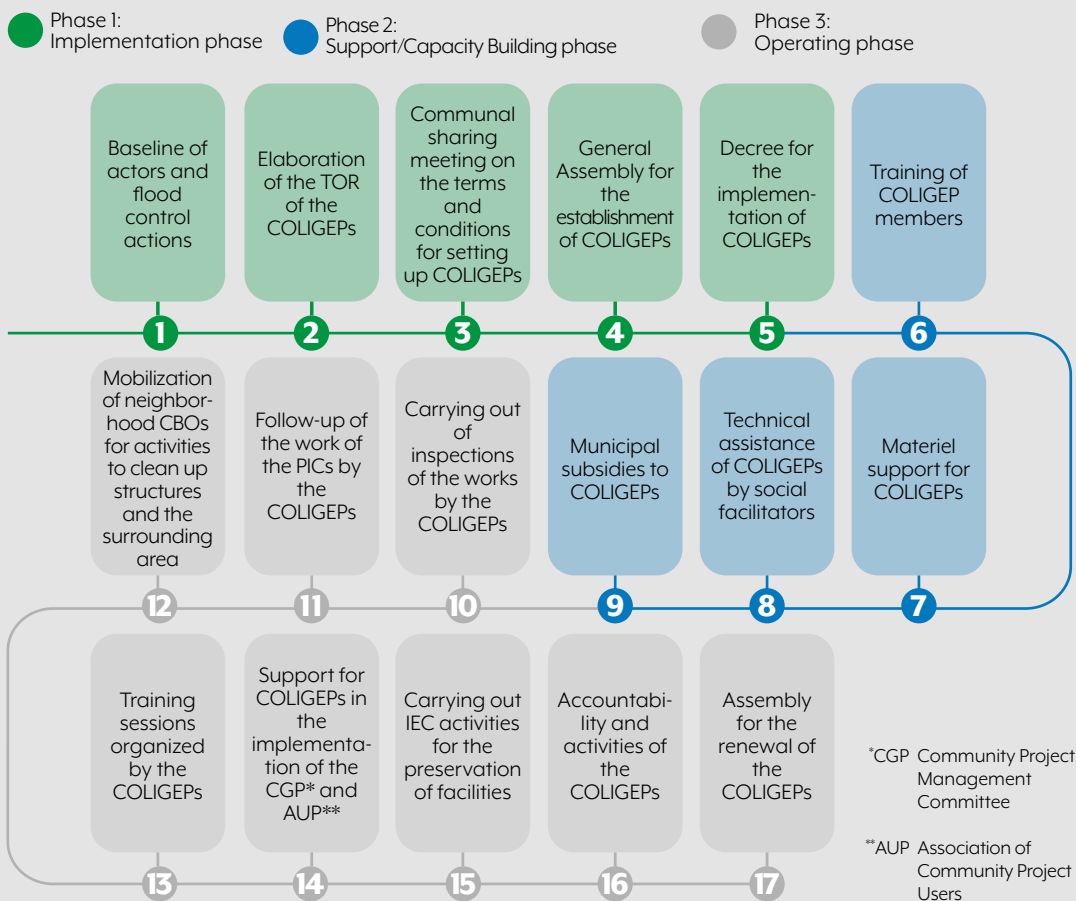 Phase 1:
Implementation phase
Phase 2:
Support/Capacity Building phase
Phase 3:
Operating phase
Baseline of
actors and
flood
control
actions
Elaboration
of the TOR
of the
COLIGEPs
Communal
sharing
meeting on
the terms
and
conditions
for setting
up COLIGEPs
General
Assembly for
the
establishment
of COLIGEPs
Decree for
the
implemen-
tation of
COLIGEPs
Training of
COLIGEP
members
1
2
3
4
5
6
Mobilization
of neighbor-
hood CBOs
for activities
to clean up
structures
and the
surrounding
area
Follow-up of
the work of
the PICs by
the
COLIGEPs
Carrying out
of
inspections
of the works
by the
COLIGEPs
Municipal
subsidies to
COLIGEPs
Technical
assistance
of COLIGEPs
by social
facilitators
Materiel
support for
COLIGEPs
12
11
10
9
8
7
Training
sessions
organized
by the
COLIGEPs
Support for
COLIGEPs in
the
implementa-
tion of the
CGP* and
AUP**
Carrying out
IEC activities
for the
preservation
of facilities
Accountabi-
lity and
activities of
the
COLIGEPs
Assembly
for the
renewal of
the
COLIGEPs
13
14
15
16
17
*CGP Community Project
Management
Committee
**AUP Association of
Community Project
Users